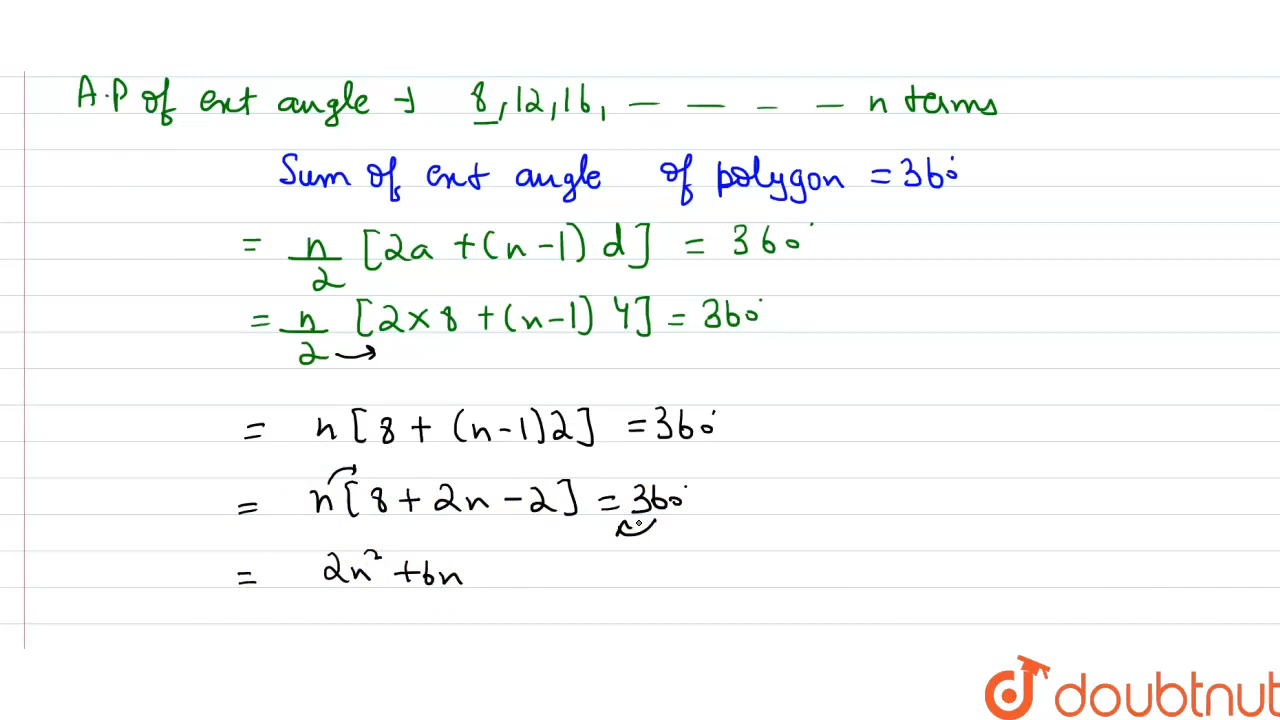 A.P of ext angle → 8, 12, 16, — — - — n terms
Sum of ext angle of polygon = 360°
= n/2 [2a + (n-1) d] = 360°
= n/2 [2 × 8 + (n-1) 4] = 360°
= n [8 + (n-1)2] = 360°
= n [8 + 2n - 2] = 360°
= 2n² + 6n
doubtnut